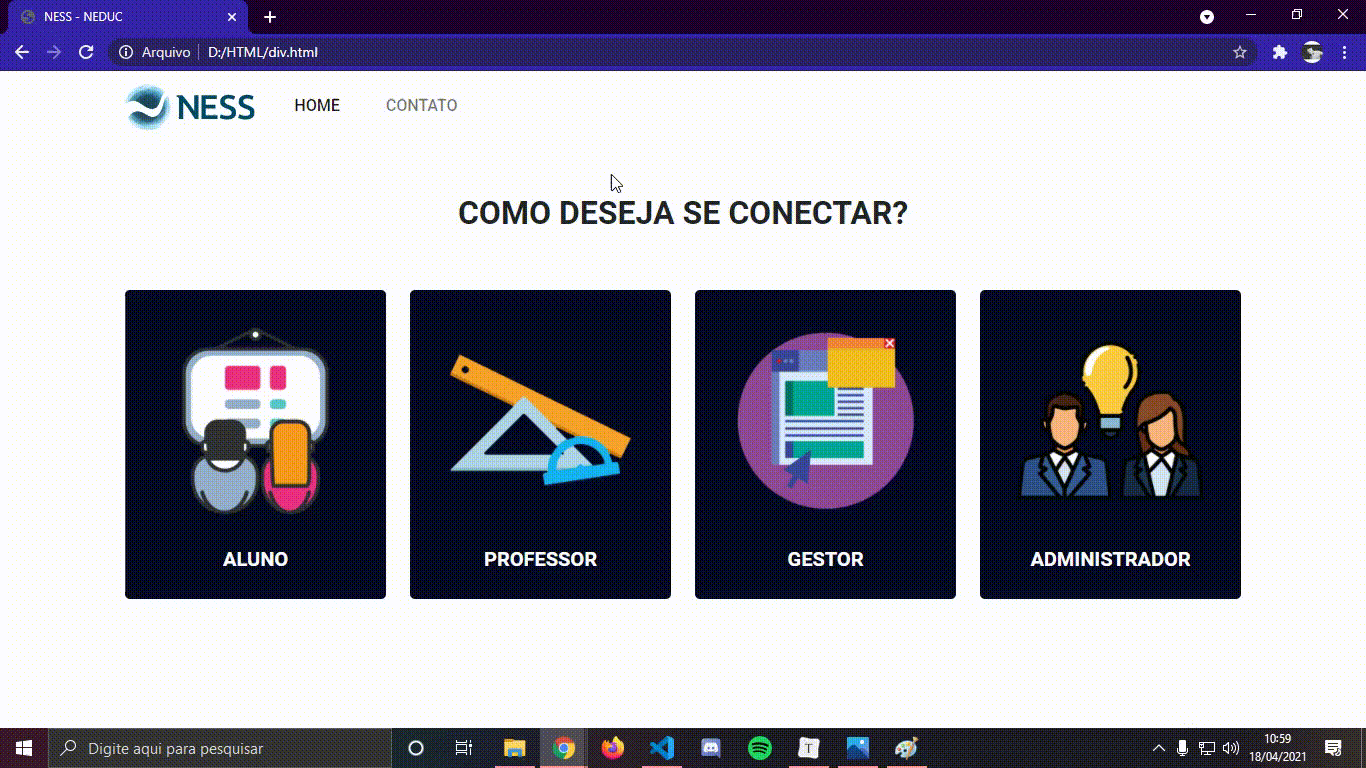 NESS - NEDUC
Arquivo D:/HTML/div.html
NESS HOME CONTATO
COMO DESEJA SE CONECTAR?
ALUNO PROFESSOR GESTOR ADMINISTRADOR
Digite aqui para pesquisar
T
10:59
18/04/2021